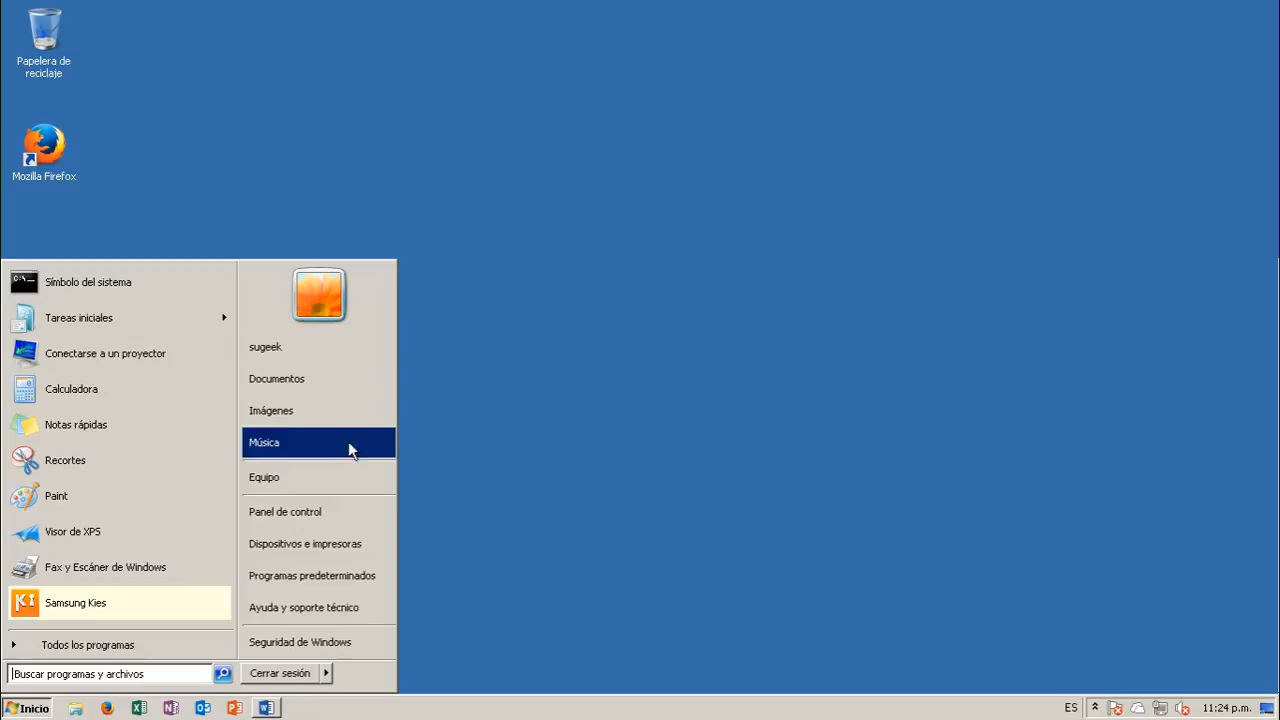 Papelera de
reciclaje
Mozilla Firefox
Símbolo del sistema
Tareas iniciales
Conectarse a un proyector
Calculadora
Notas rápidas
Recortes
Paint
Visor de XPS
Fax y Escáner de Windows
Samsung Kies
Todos los programas
Buscar programas y archivos
sugeek
Documentos
Imágenes
Música
Equipo
Panel de control
Dispositivos e impresoras
Programas predeterminados
Ayuda y soporte técnico
Seguridad de Windows
Cerrar sesión
Inicio
ES
11:24 p.m.